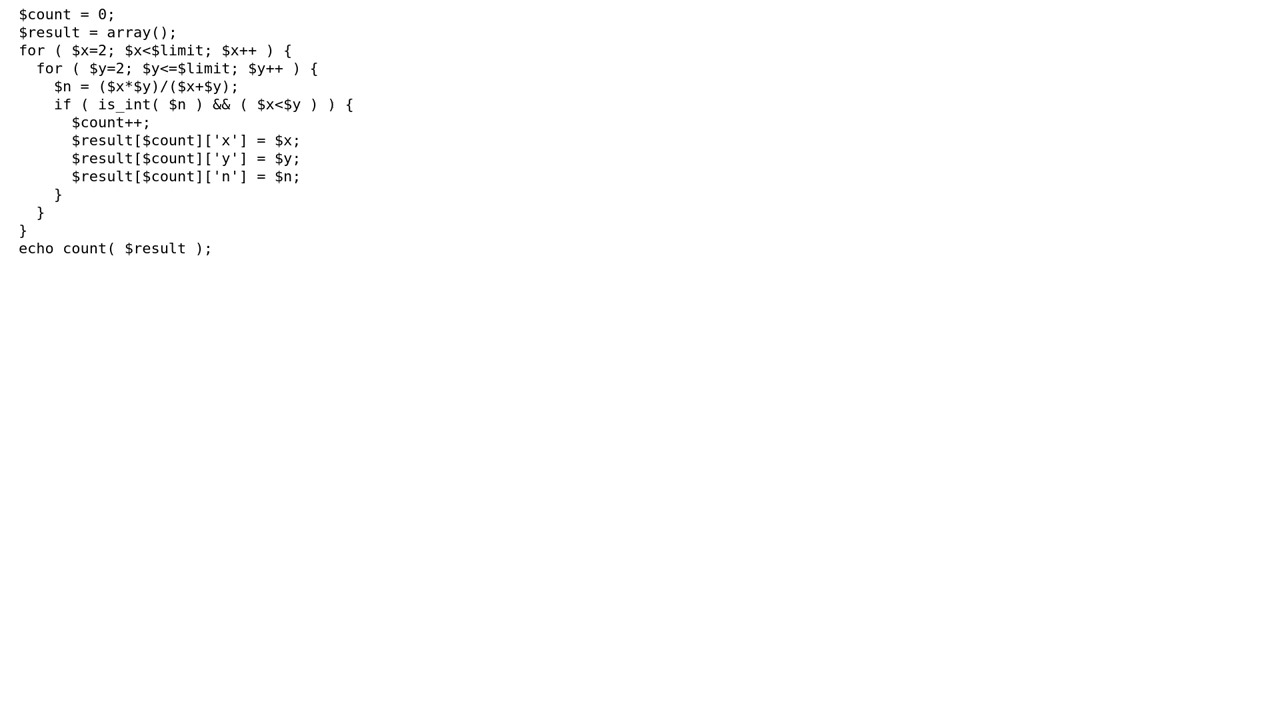 $count = 0;
$result = array();
for ( $x=2; $x<$limit; $x++ ) {
  for ( $y=2; $y<=$limit; $y++ ) {
    $n = ($x*$y)/($x+$y);
    if ( is_int( $n ) && ( $x<$y ) ) {
      $count++;
      $result[$count]['x'] = $x;
      $result[$count]['y'] = $y;
      $result[$count]['n'] = $n;
    }
  }
}
echo count( $result );